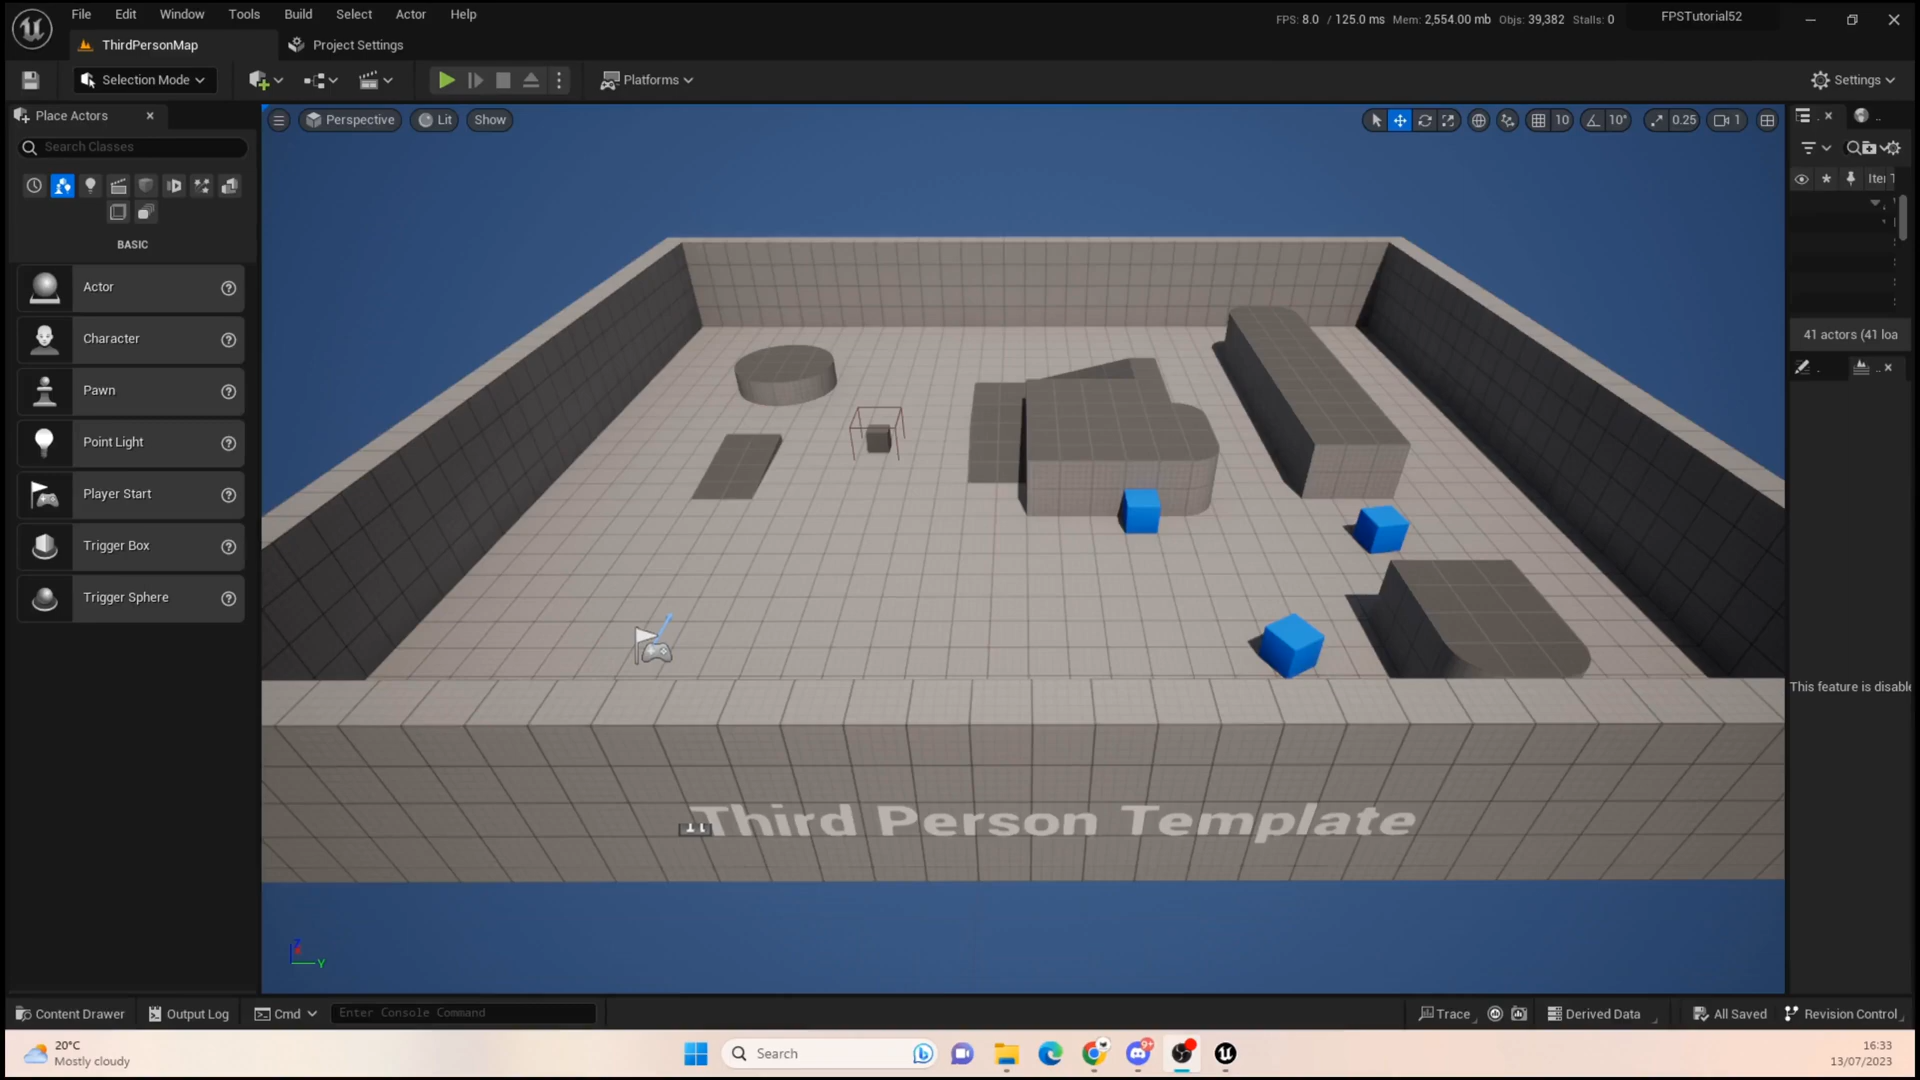 File Edit Window Tools Build Select Actor Help
FPS: 8.0 / 125.0 ms Mem: 2,554.00 mb Objs: 39,382 Stalls: 0
FPSTutorial52
ThirdPersonMap
Project Settings
Selection Mode
Platforms
Settings
Place Actors
Perspective
Lit
Show
10
10°
0.25
1
Search Classes
BASIC
Actor
Character
Pawn
Point Light
Player Start
Trigger Box
Trigger Sphere
41 actors (41 loa
This feature is disable
Third Person Template
Z
Y
Content Drawer
Output Log
Cmd
Enter Console Command
Trace
Derived Data
All Saved
Revision Control
20°C
Mostly cloudy
Search
9+
16:33
13/07/2023